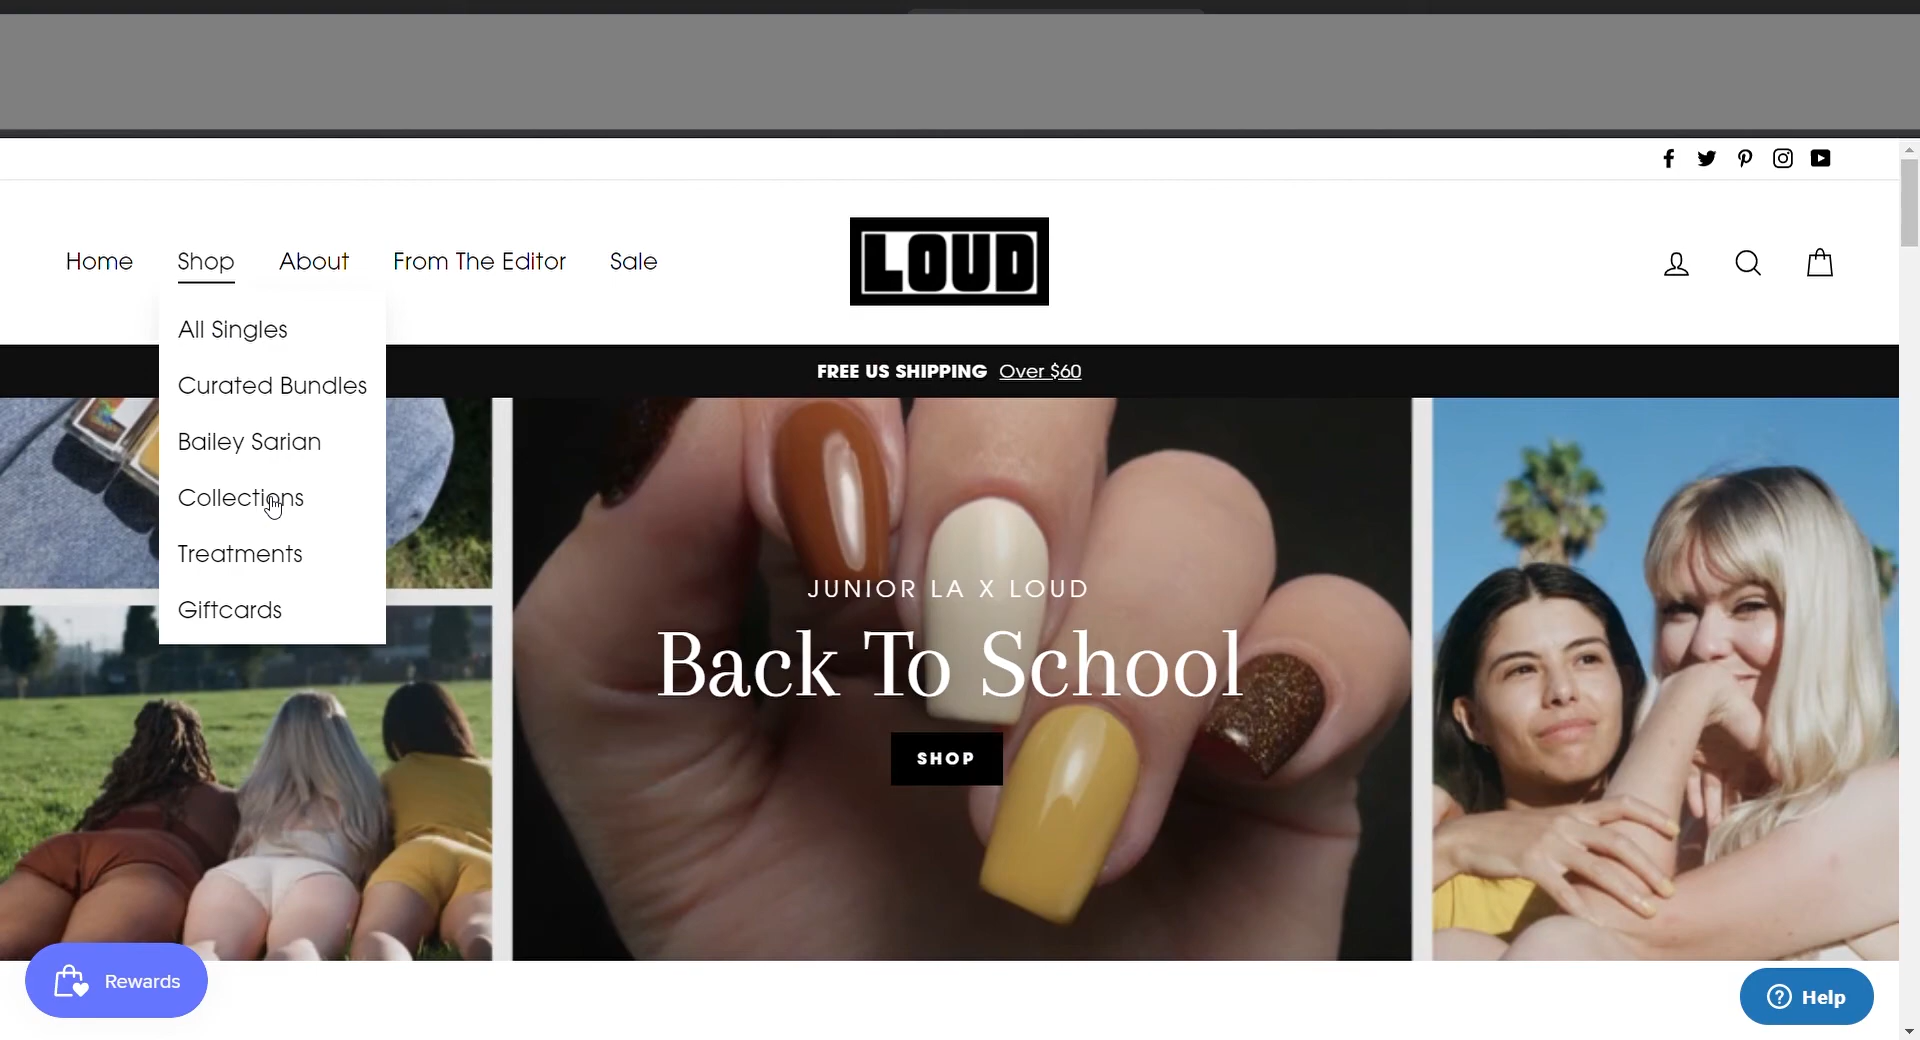 Home Shop About From The Editor Sale
LOUD
All Singles
Curated Bundles
Bailey Sarian
Collections
Treatments
Giftcards
FREE US SHIPPING Over $60
JUNIOR LA X LOUD
Back To School
SHOP
Rewards
Help